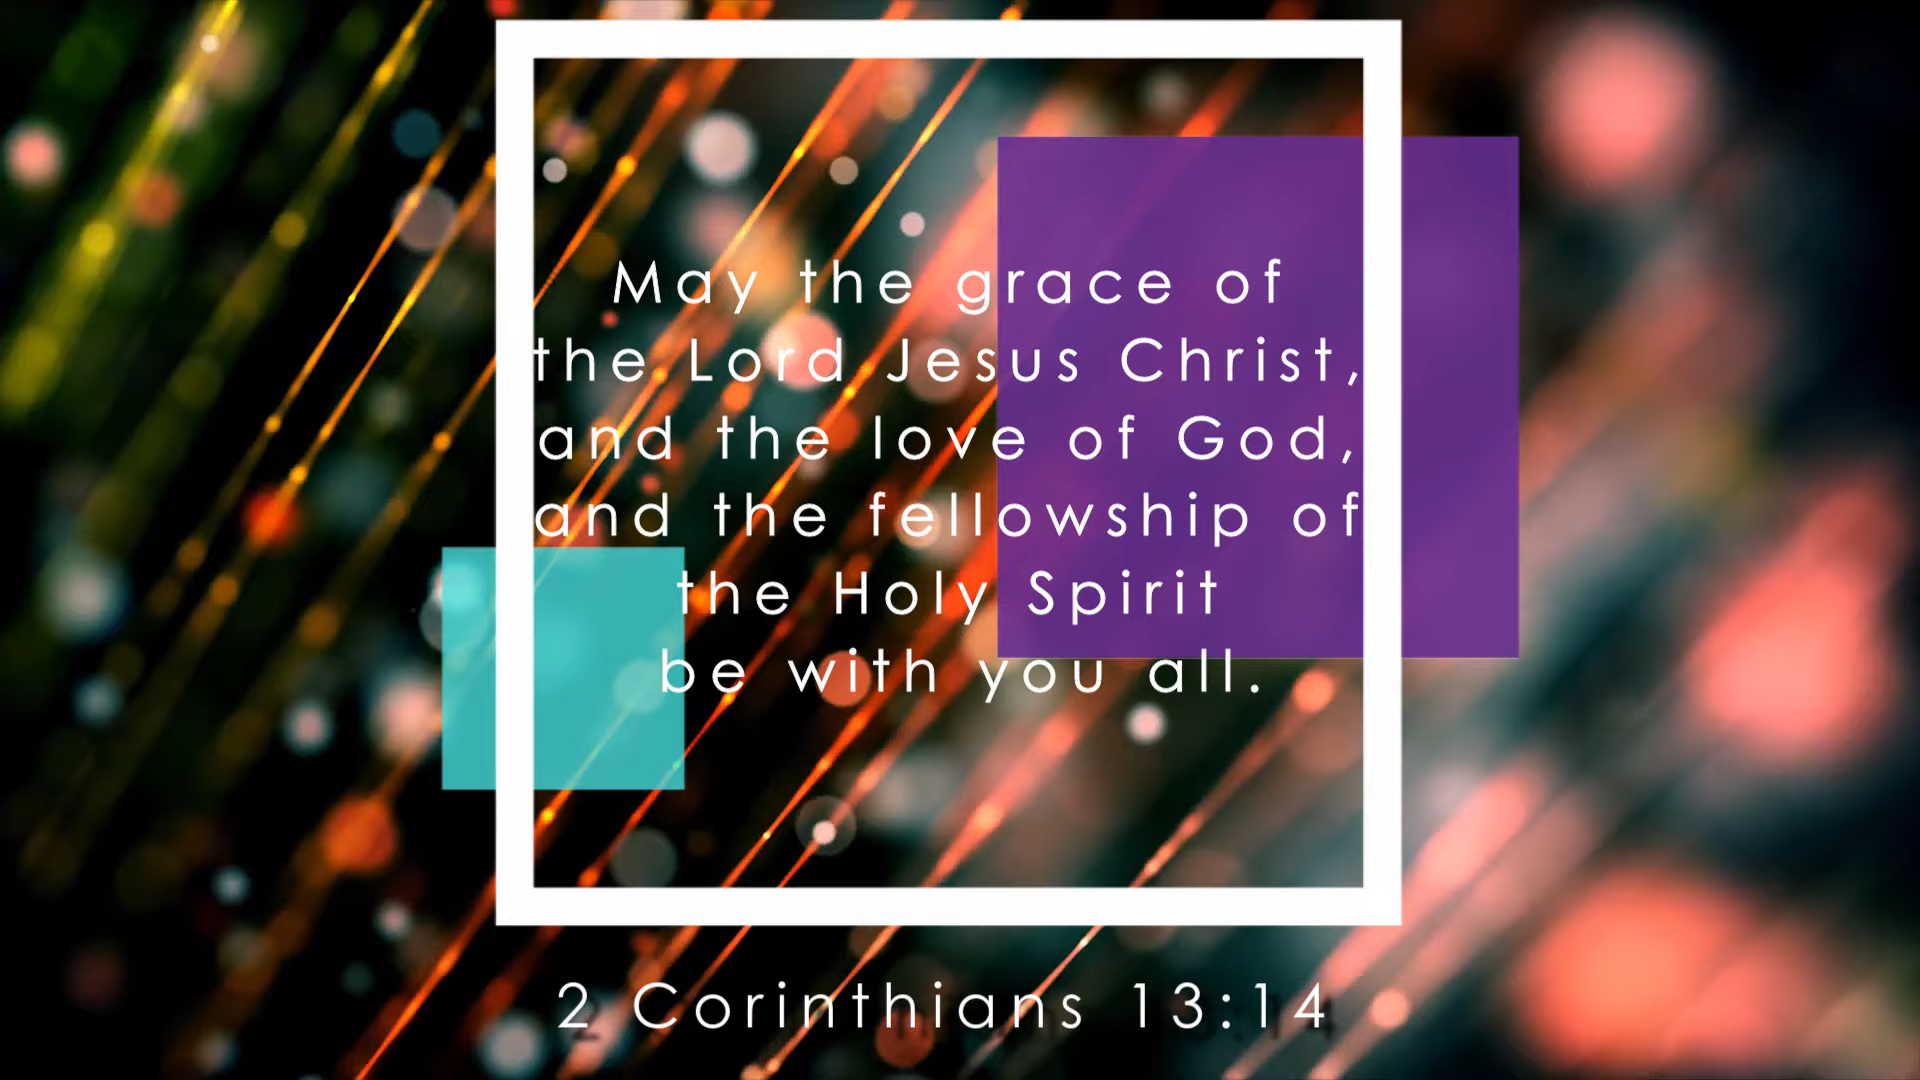 May the grace of
the Lord Jesus Christ,
and the love of God,
and the fellowship of
the Holy Spirit
be with you all.
2 Corinthians 13:14